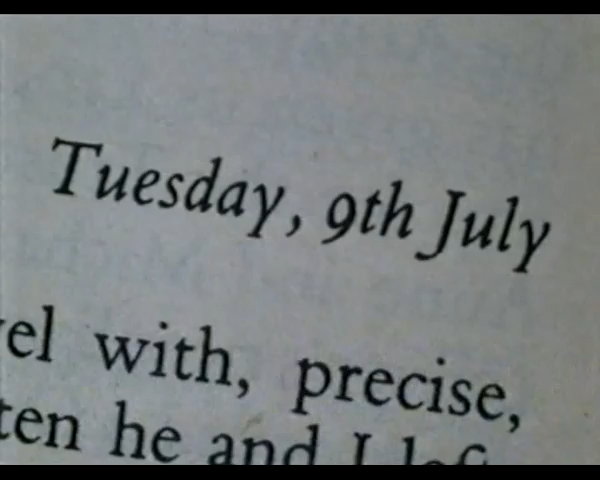 Tuesday, 9th July
el with, precise,
ten he and I